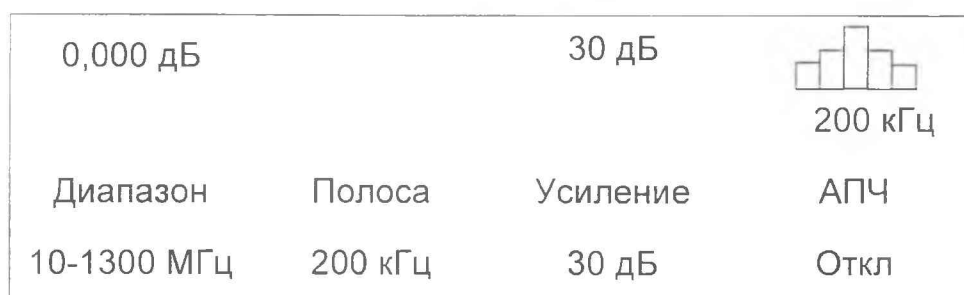 0,000 дБ 30 дБ
200 кГц
Диапазон Полоса Усиление АПЧ
10-1300 МГц 200 кГц 30 дБ Откл